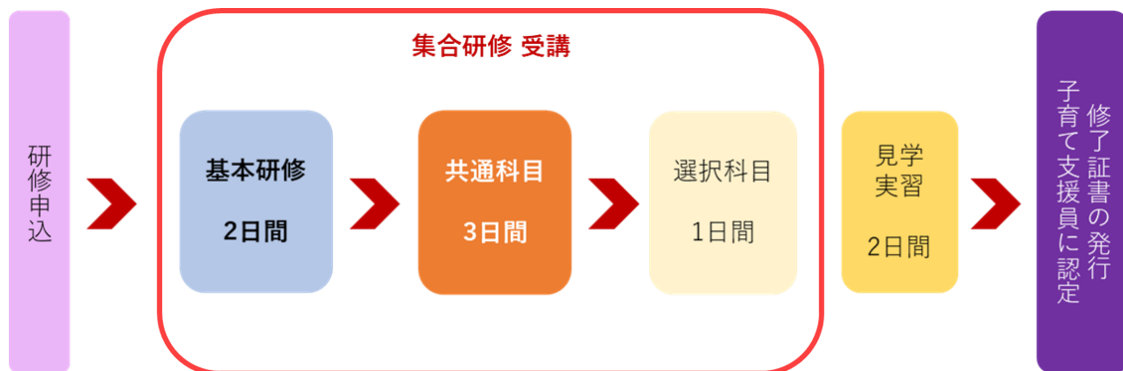 研修申込
集合研修 受講
基本研修
2日間
共通科目
3日間
選択科目
1日間
見学
実習
2日間
修了証書の発行
子育て支援員に認定